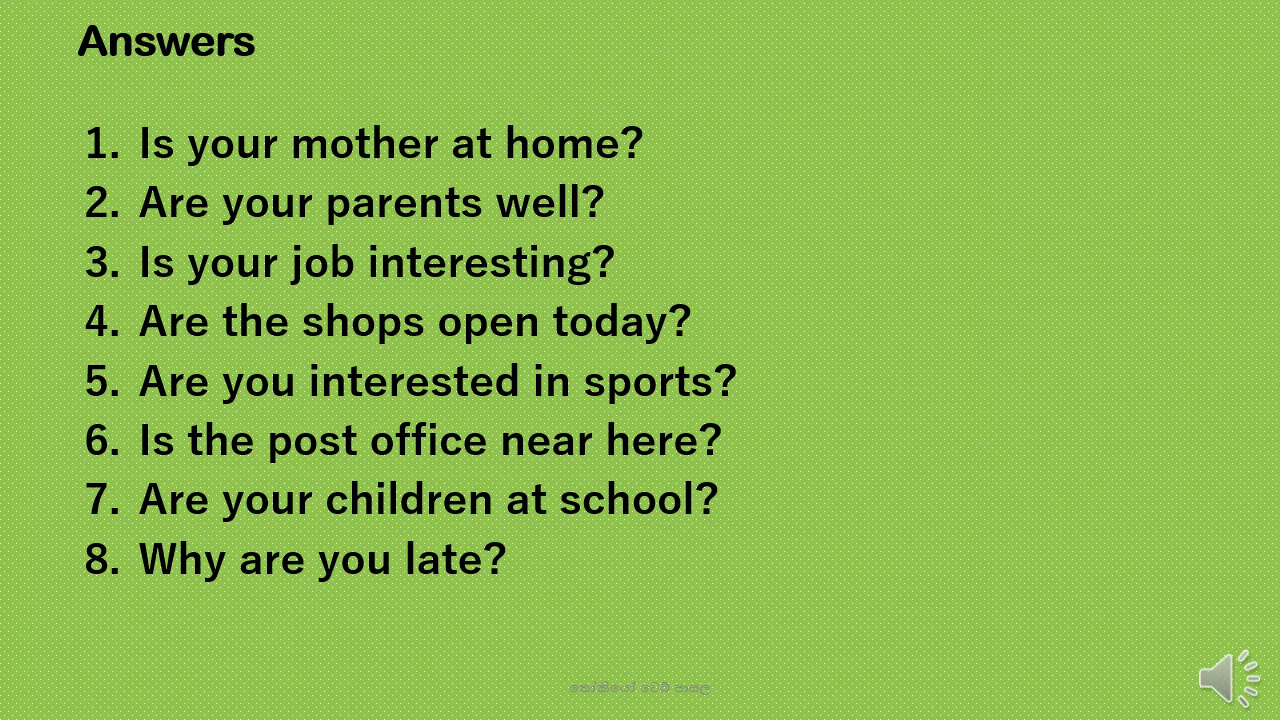 Answers
1. Is your mother at home?
2. Are your parents well?
3. Is your job interesting?
4. Are the shops open today?
5. Are you interested in sports?
6. Is the post office near here?
7. Are your children at school?
8. Why are you late?
තෝකියෝ වෙබ් පාසල